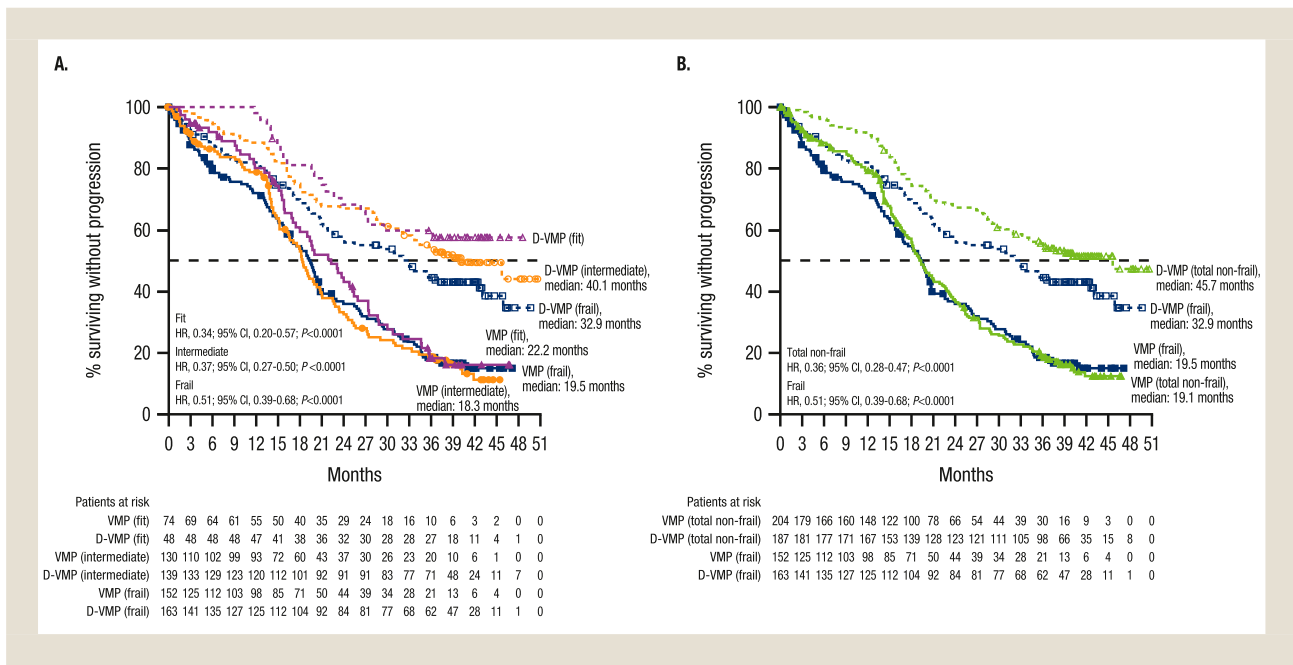 A.
% surviving without progression
100
80
60
40
20
0
D-VMP (fit)
D-VMP (intermediate),
median: 40.1 months
D-VMP (frail),
median: 32.9 months
VMP (fit),
median: 22.2 months
VMP (frail),
median: 19.5 months
VMP (intermediate),
median: 18.3 months
Fit
HR, 0.34; 95% CI, 0.20-0.57; P<0.0001
Intermediate
HR, 0.37; 95% CI, 0.27-0.50; P<0.0001
Frail
HR, 0.51; 95% CI, 0.39-0.68; P<0.0001
0 3 6 9 12 15 18 21 24 27 30 33 36 39 42 45 48 51
Months
Patients at risk
VMP (fit) 74 69 64 61 55 50 40 35 29 24 18 16 10 6 3 2 0 0
D-VMP (fit) 48 48 48 48 47 41 38 36 32 30 28 28 27 18 11 4 1 0
VMP (intermediate) 130 110 102 99 93 72 60 43 37 30 26 23 20 10 6 1 0 0
D-VMP (intermediate) 139 133 129 123 120 112 101 92 91 91 83 77 71 48 24 11 7 0
VMP (frail) 152 125 112 103 98 85 71 50 44 39 34 28 21 13 6 4 0 0
D-VMP (frail) 163 141 135 127 125 112 104 92 84 81 77 68 62 47 28 11 1 0
B.
% surviving without progression
100
80
60
40
20
0
D-VMP (total non-frail),
median: 45.7 months
D-VMP (frail),
median: 32.9 months
VMP (frail),
median: 19.5 months
VMP (total non-frail),
median: 19.1 months
Total non-frail
HR, 0.36; 95% CI, 0.28-0.47; P<0.0001
Frail
HR, 0.51; 95% CI, 0.39-0.68; P<0.0001
0 3 6 9 12 15 18 21 24 27 30 33 36 39 42 45 48 51
Months
Patients at risk
VMP (total non-frail) 204 179 166 160 148 122 100 78 66 54 44 39 30 16 9 3 0 0
D-VMP (total non-frail) 187 181 177 171 167 153 139 128 123 121 111 105 98 66 35 15 8 0
VMP (frail) 152 125 112 103 98 85 71 50 44 39 34 28 21 13 6 4 0 0
D-VMP (frail) 163 141 135 127 125 112 104 92 84 81 77 68 62 47 28 11 1 0